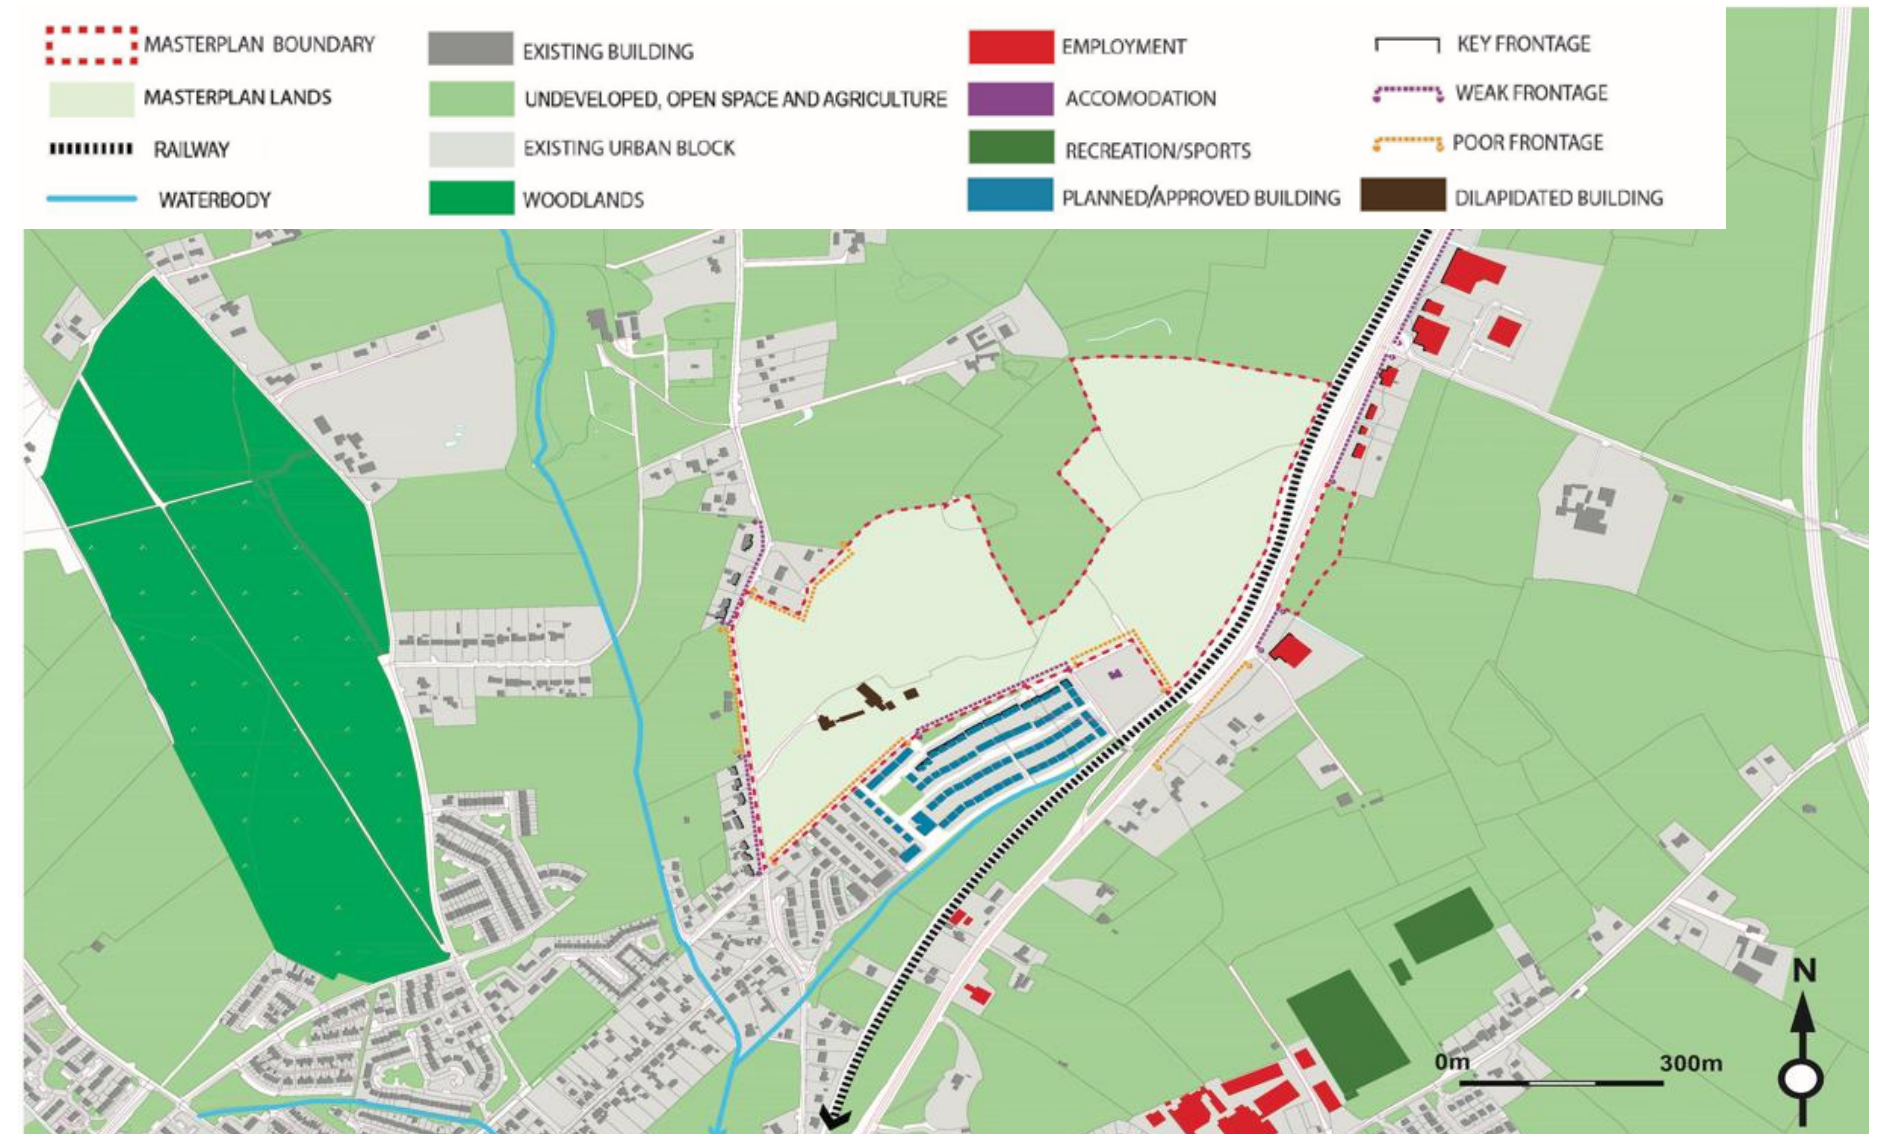 MASTERPLAN BOUNDARY
MASTERPLAN LANDS
RAILWAY
WATERBODY
EXISTING BUILDING
UNDEVELOPED, OPEN SPACE AND AGRICULTURE
EXISTING URBAN BLOCK
WOODLANDS
EMPLOYMENT
ACCOMODATION
RECREATION/SPORTS
PLANNED/APPROVED BUILDING
KEY FRONTAGE
WEAK FRONTAGE
POOR FRONTAGE
DILAPIDATED BUILDING
N
0m 300m